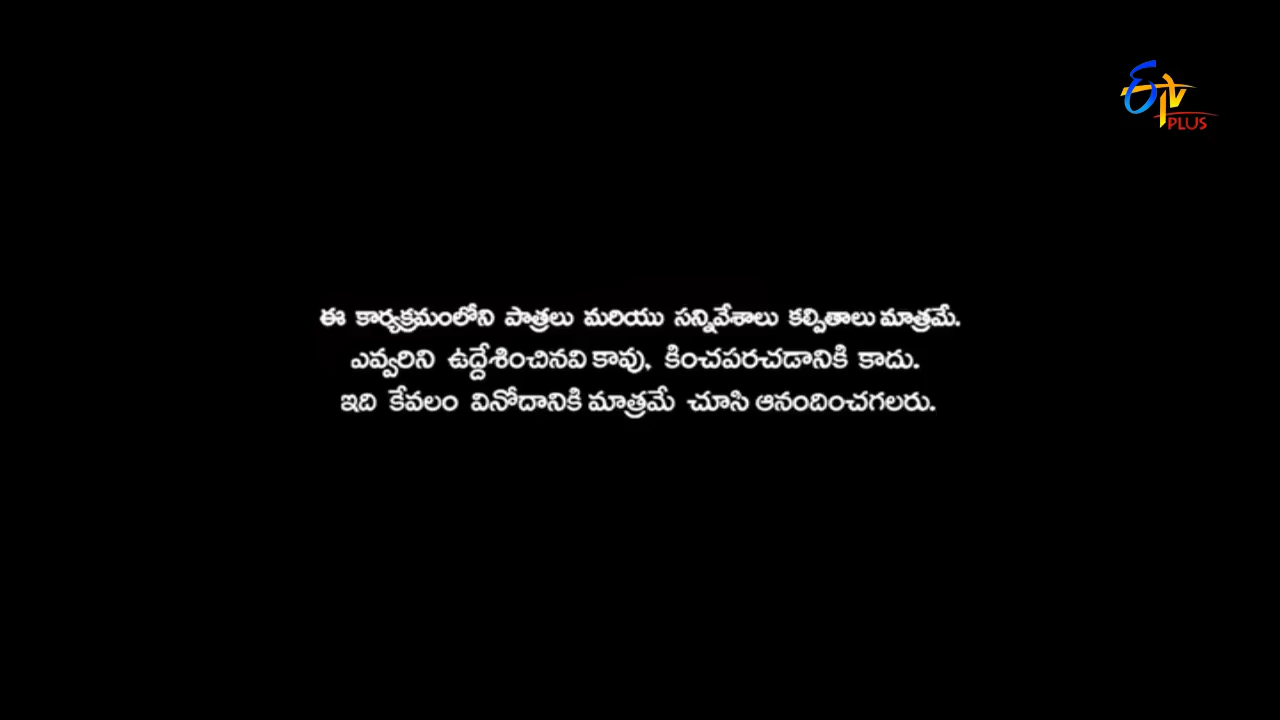 ETV
PLUS
ఈ కార్యక్రమంలోని పాత్రలు మరియు సన్నివేశాలు కల్పితాలు మాత్రమే.
ఎవ్వరిని ఉద్దేశించినవి కావు, కించపరచడానికి కాదు.
ఇది కేవలం వినోదానికి మాత్రమే చూసి ఆనందించగలరు.